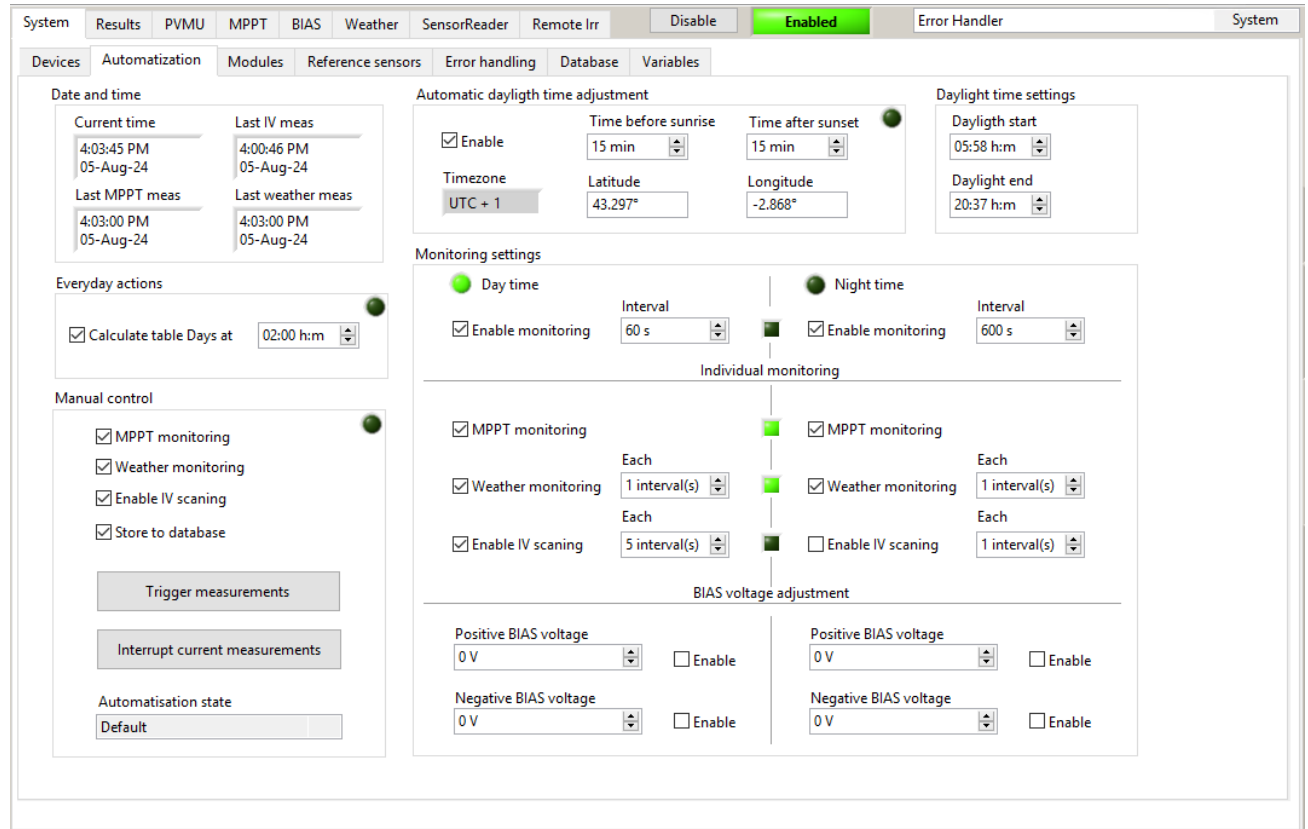 System Results PVMU MPPT BIAS Weather SensorReader Remote Irr Disable Enabled Error Handler System
Devices Automatization Modules Reference sensors Error handling Database Variables
Date and time
Current time Last IV meas
4:03:45 PM 4:00:46 PM
05-Aug-24 05-Aug-24
Last MPPT meas Last weather meas
4:03:00 PM 4:03:00 PM
05-Aug-24 05-Aug-24
Everyday actions
Calculate table Days at 02:00 h:m
Manual control
MPPT monitoring
Weather monitoring
Enable IV scaning
Store to database
Trigger measurements
Interrupt current measurements
Automatisation state
Default
Automatic dayligth time adjustment
Time before sunrise Time after sunset
Enable 15 min 15 min
Timezone Latitude Longitude
UTC + 1 43.297° -2.868°
Daylight time settings
Dayligth start
05:58 h:m
Daylight end
20:37 h:m
Monitoring settings
Day time Night time
Interval Interval
Enable monitoring 60 s Enable monitoring 600 s
Individual monitoring
MPPT monitoring MPPT monitoring
Each Each
Weather monitoring 1 interval(s) Weather monitoring 1 interval(s)
Each Each
Enable IV scaning 5 interval(s) Enable IV scaning 1 interval(s)
BIAS voltage adjustment
Positive BIAS voltage Positive BIAS voltage
0 V Enable 0 V Enable
Negative BIAS voltage Negative BIAS voltage
0 V Enable 0 V Enable